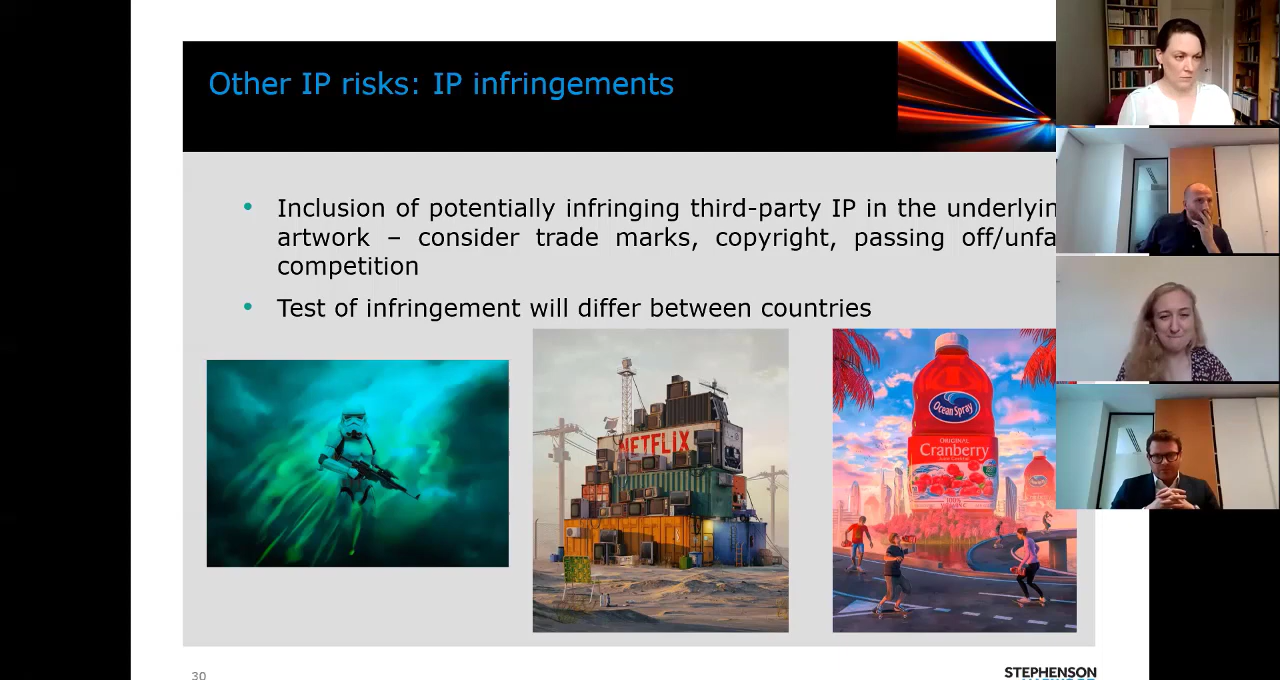 Other IP risks: IP infringements
• Inclusion of potentially infringing third-party IP in the underlyin
artwork – consider trade marks, copyright, passing off/unfa
competition
• Test of infringement will differ between countries
NETFLIX
Ocean Spray
ORIGINAL
Cranberry
30
STEPHENSON